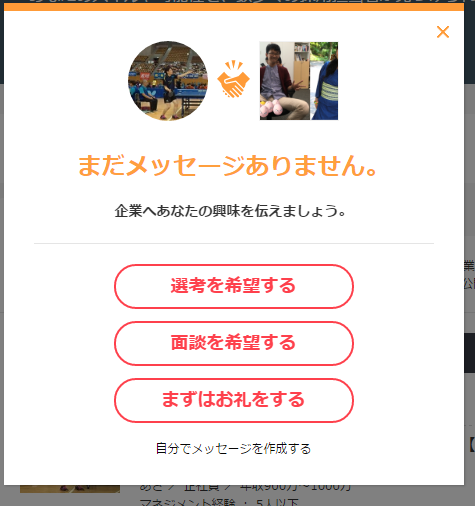 まだメッセージありません。
企業へあなたの興味を伝えましょう。
選考を希望する
面談を希望する
まずはお礼をする
自分でメッセージを作成する
正社員 ／ 年収900万〜1000万
マネジメント経験 ： 5人以下